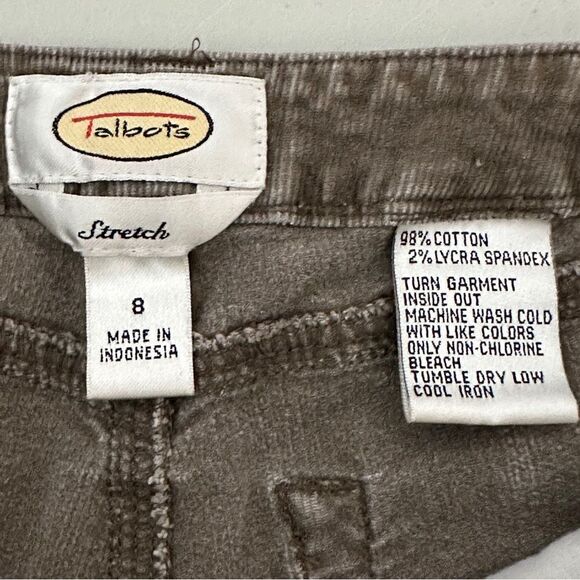 Talbots
Stretch
8
MADE IN
INDONESIA
98% COTTON
2% LYCRA SPANDEX
TURN GARMENT
INSIDE OUT
MACHINE WASH COLD
WITH LIKE COLORS
ONLY NON-CHLORINE
BLEACH
TUMBLE DRY LOW
COOL IRON